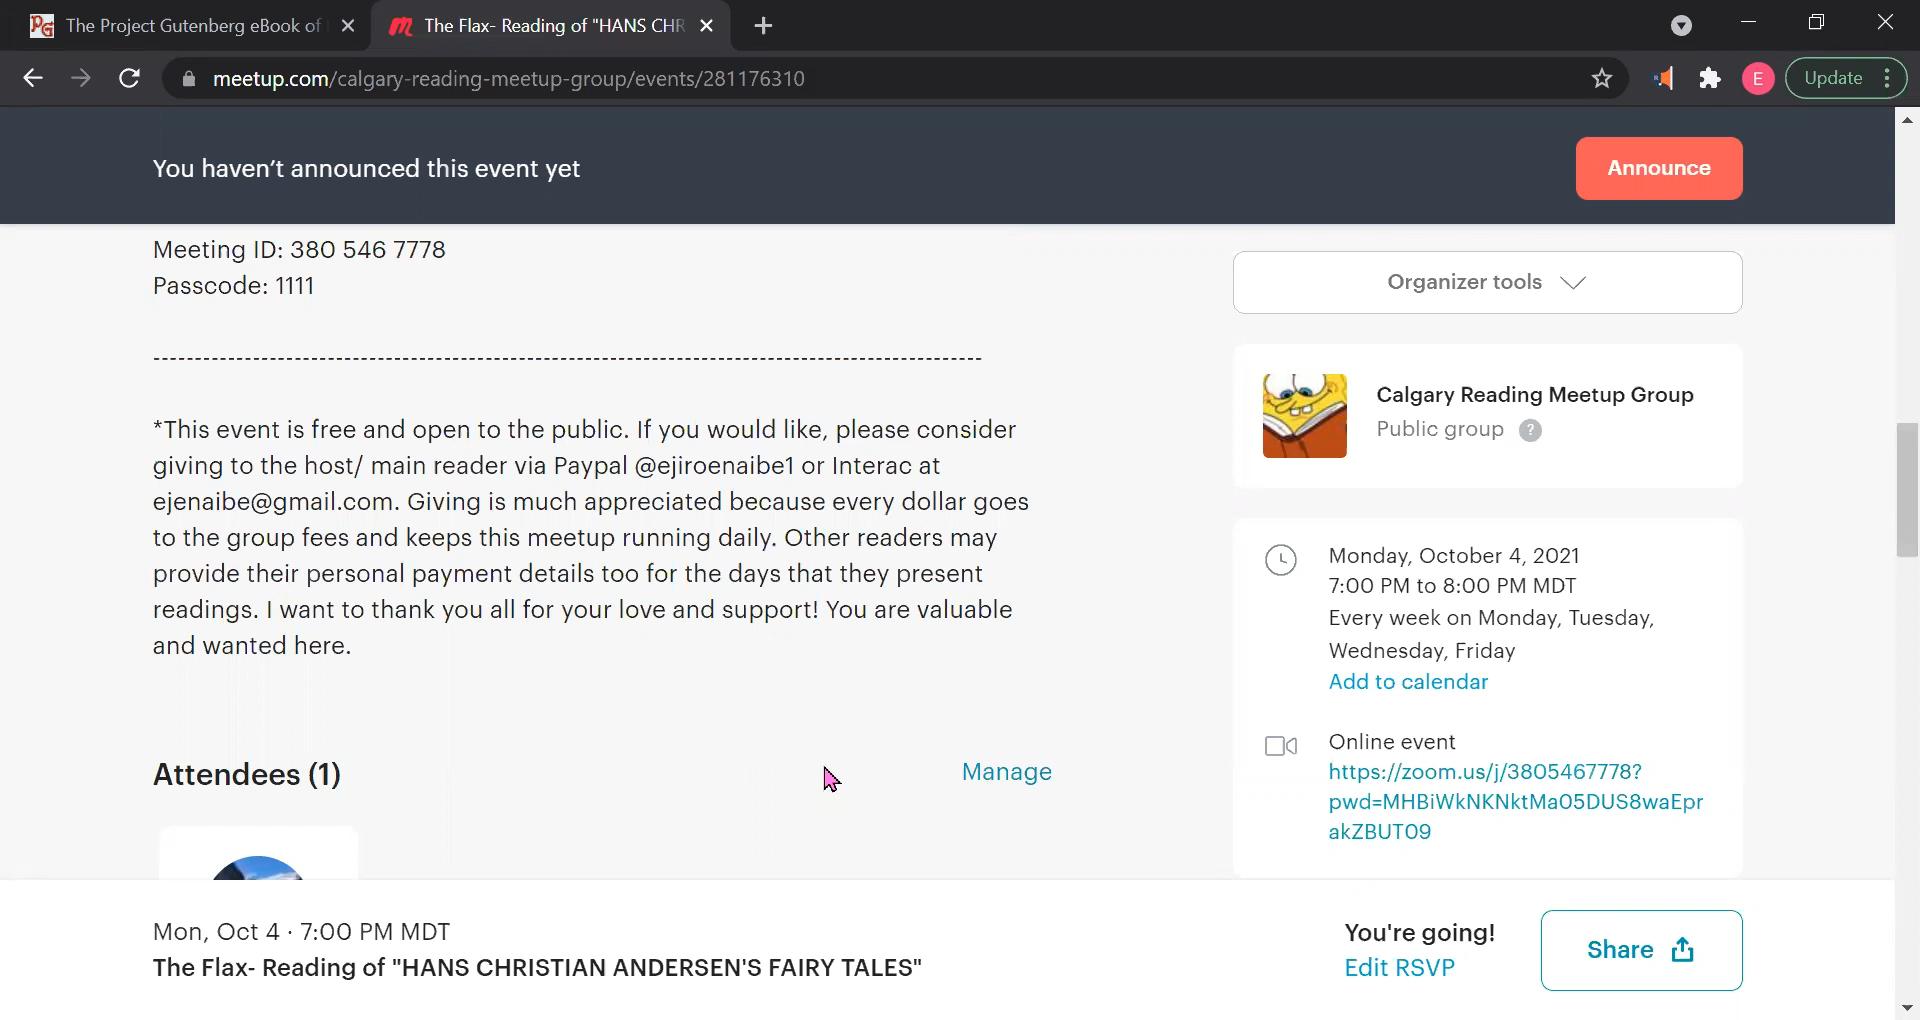 The Project Gutenberg eBook of
The Flax- Reading of "HANS CHR
meetup.com/calgary-reading-meetup-group/events/281176310
E
Update
You haven't announced this event yet
Announce
Meeting ID: 380 546 7778
Passcode: 1111
--------------------------------------------------------------------------------------------
*This event is free and open to the public. If you would like, please consider
giving to the host/ main reader via Paypal @ejiroenaibe1 or Interac at
ejenaibe@gmail.com. Giving is much appreciated because every dollar goes
to the group fees and keeps this meetup running daily. Other readers may
provide their personal payment details too for the days that they present
readings. I want to thank you all for your love and support! You are valuable
and wanted here.
Attendees (1)
Manage
Organizer tools
Calgary Reading Meetup Group
Public group ?
Monday, October 4, 2021
7:00 PM to 8:00 PM MDT
Every week on Monday, Tuesday,
Wednesday, Friday
Add to calendar
Online event
https://zoom.us/j/3805467778?
pwd=MHBiWkNKNktMaO5DUS8waEpr
akZBUT09
Mon, Oct 4 · 7:00 PM MDT
The Flax- Reading of "HANS CHRISTIAN ANDERSEN'S FAIRY TALES"
You're going!
Edit RSVP
Share